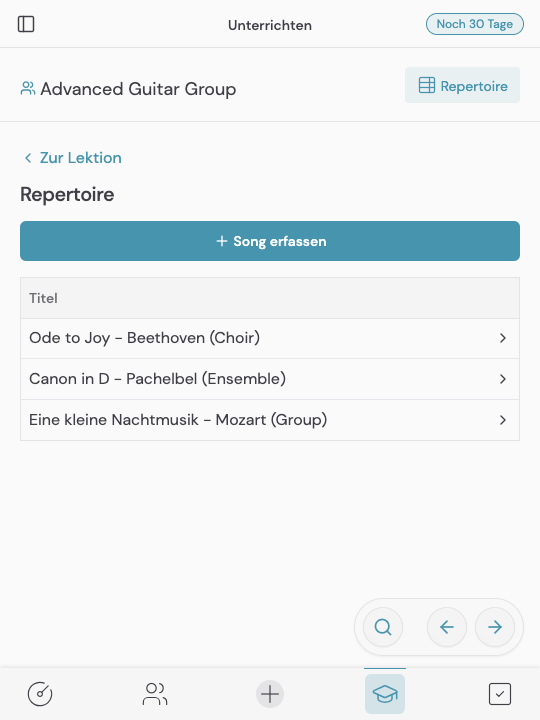 Unterrichten
Noch 30 Tage
Advanced Guitar Group
Repertoire
Zur Lektion
Repertoire
Song erfassen
Titel
Ode to Joy – Beethoven (Choir)
Canon in D – Pachelbel (Ensemble)
Eine kleine Nachtmusik – Mozart (Group)